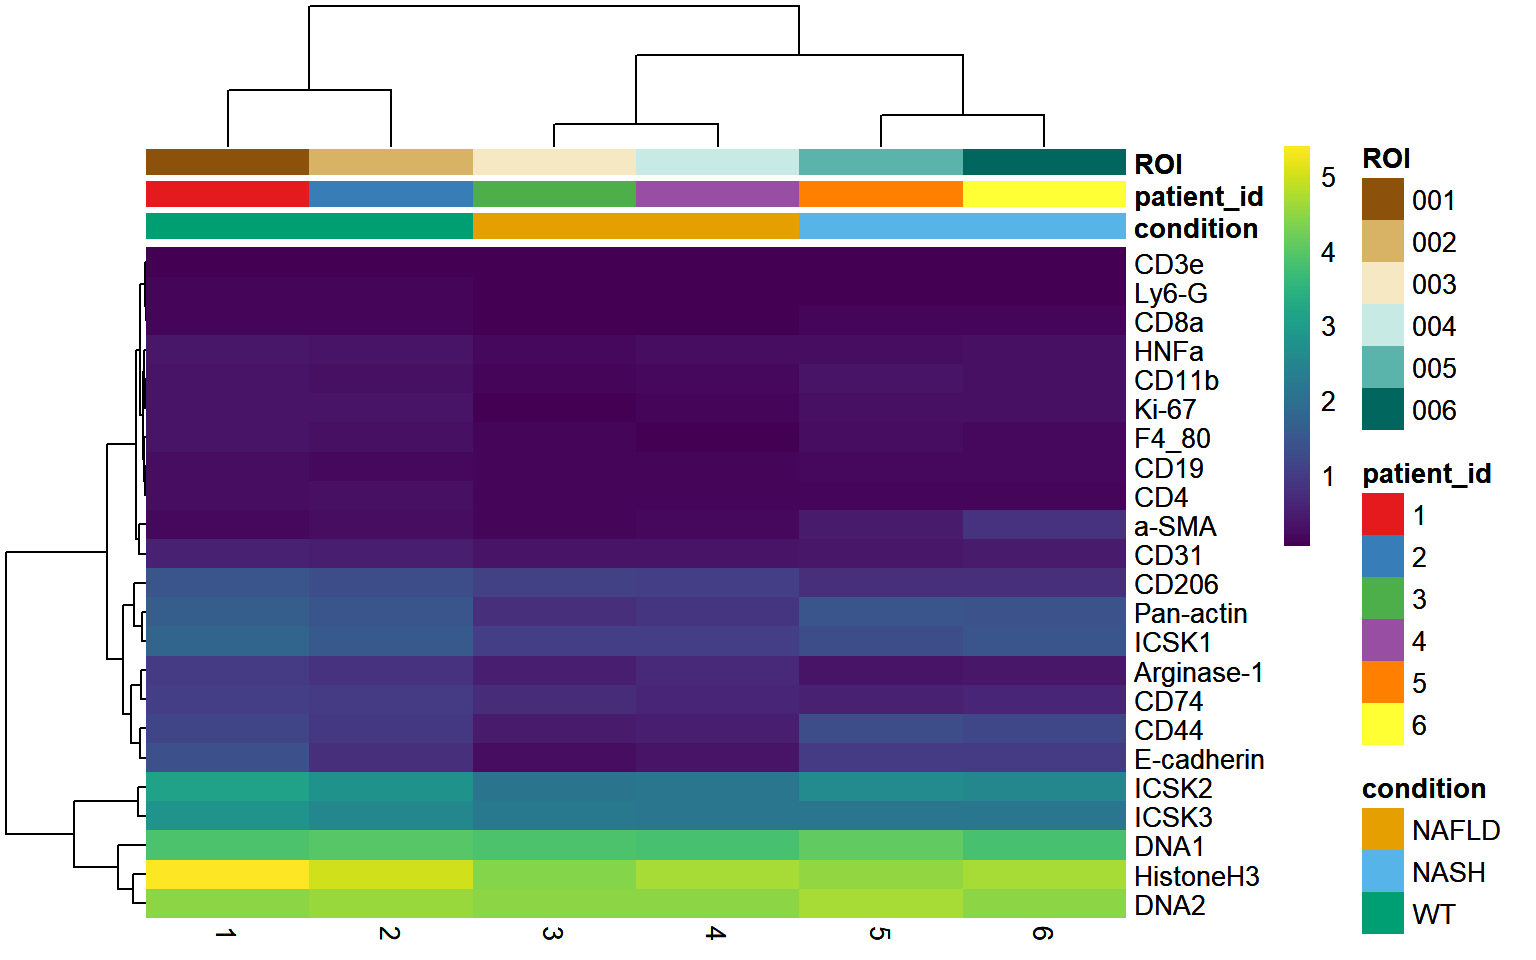 ROI
patient_id
condition
CD3e
Ly6-G
CD8a
HNFa
CD11b
Ki-67
F4_80
CD19
CD4
a-SMA
CD31
CD206
Pan-actin
ICSK1
Arginase-1
CD74
CD44
E-cadherin
ICSK2
ICSK3
DNA1
HistoneH3
DNA2
1
2
3
4
5
6
5
4
3
2
1
ROI
001
002
003
004
005
006
patient_id
1
2
3
4
5
6
condition
NAFLD
NASH
WT